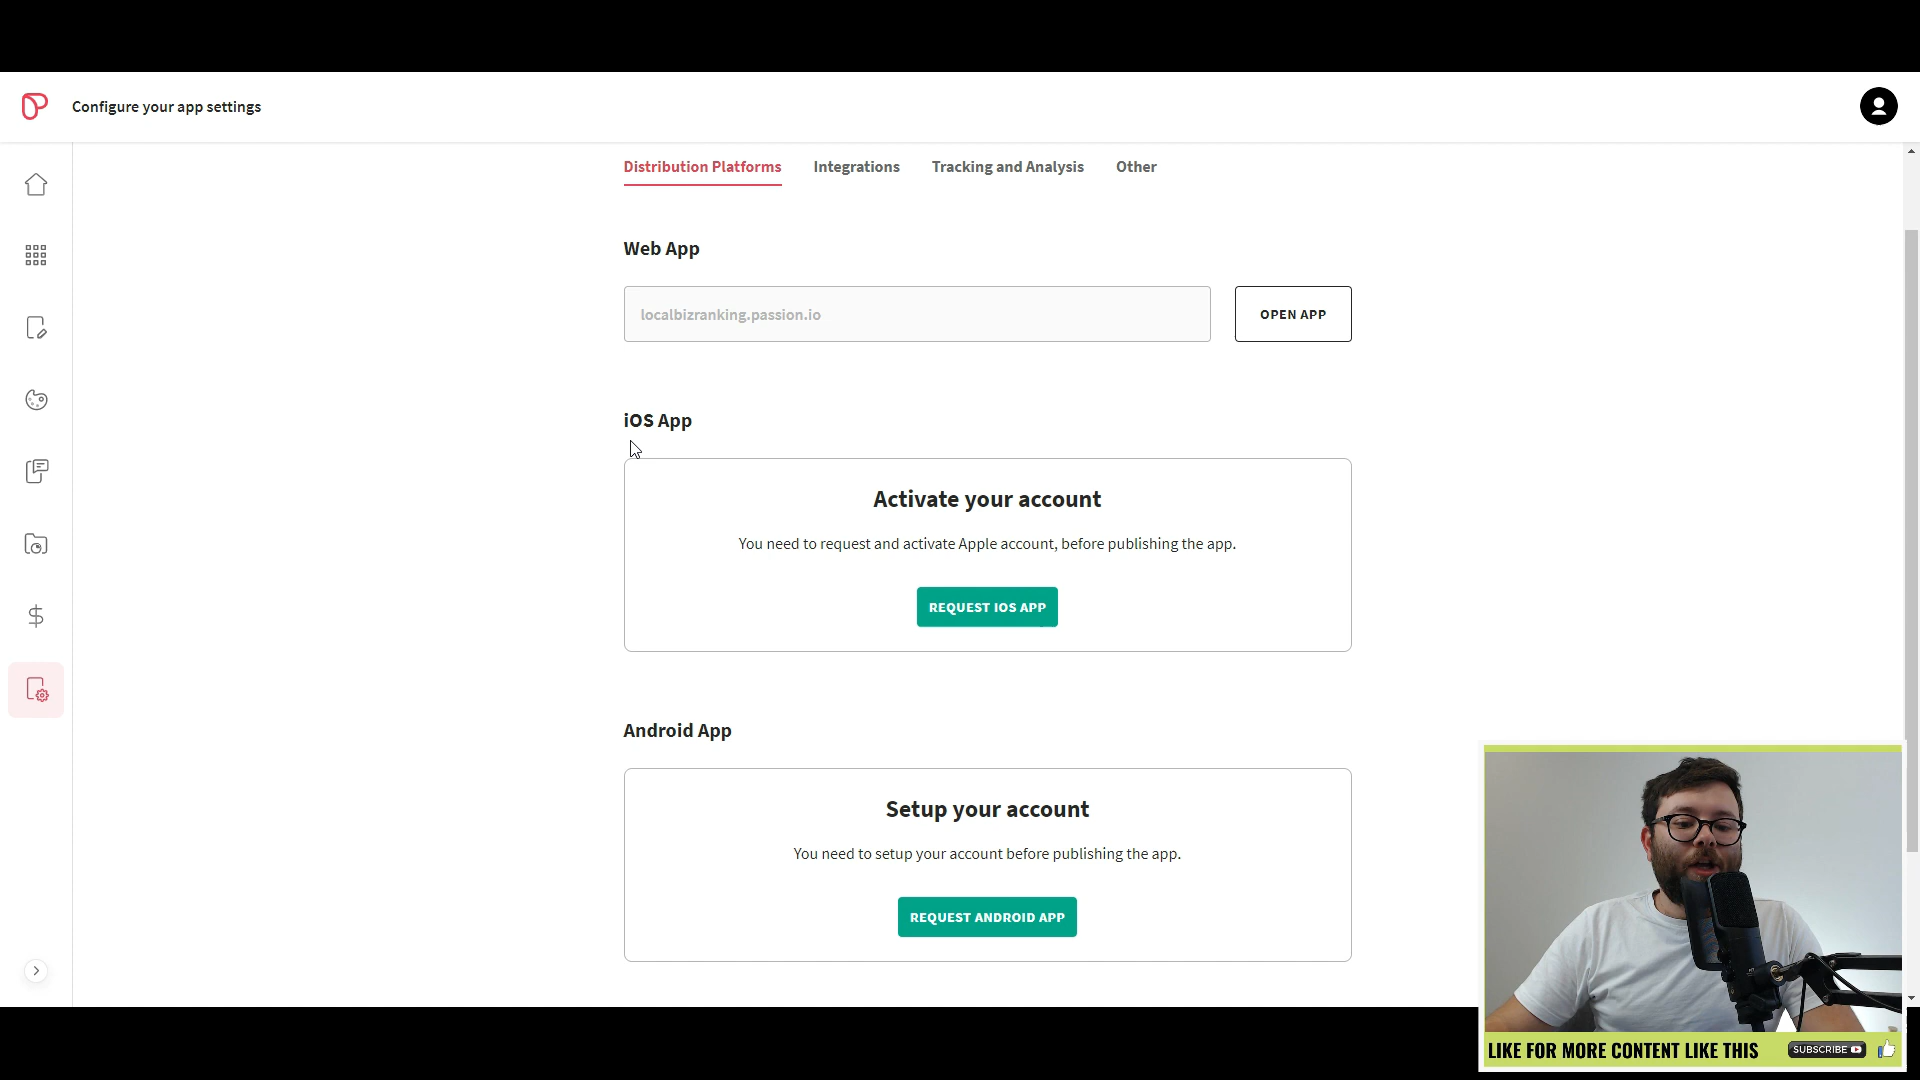 Configure your app settings
Distribution Platforms
Integrations
Tracking and Analysis
Other
Web App
localbizranking.passion.io
OPEN APP
iOS App
Activate your account
You need to request and activate Apple account, before publishing the app.
REQUEST IOS APP
Android App
Setup your account
You need to setup your account before publishing the app.
REQUEST ANDROID APP
LIKE FOR MORE CONTENT LIKE THIS
SUBSCRIBE